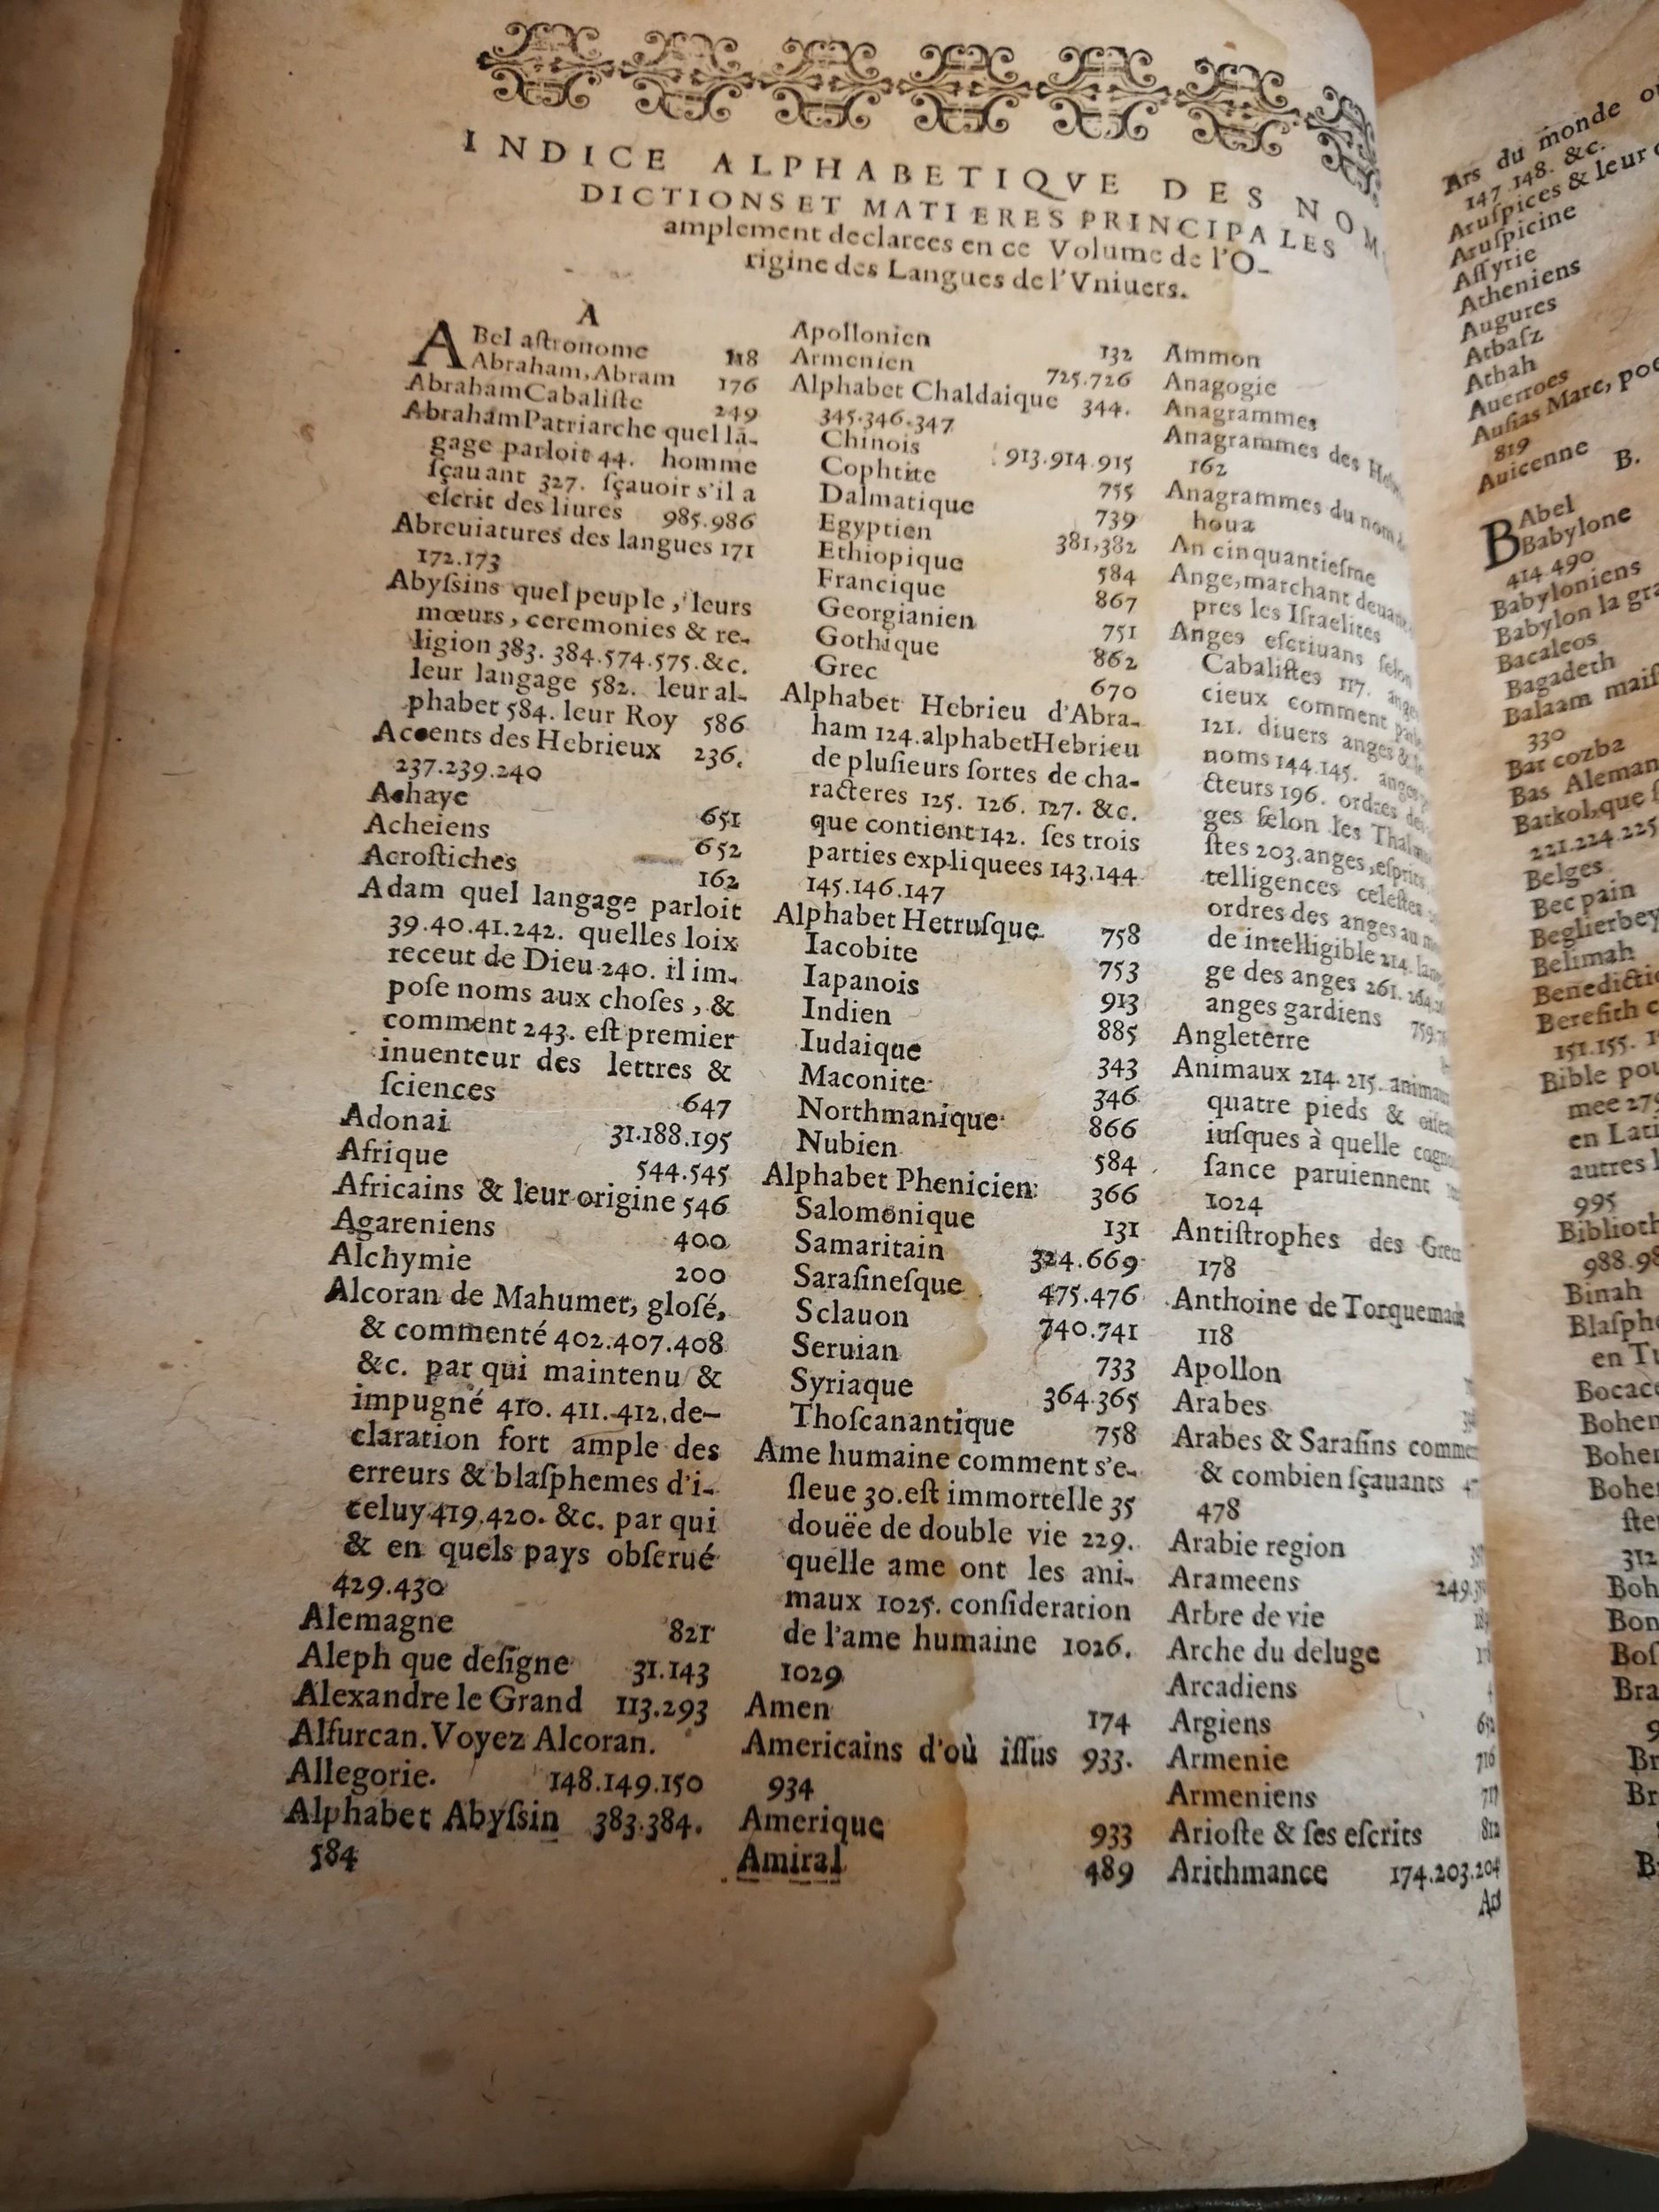 INDICE ALPHABETIQVE DES NOM
DICTIONS ET MATIERES PRINCIPALES
amplement declarees en ce Volume de l'O-
rigine des Langues de l'Vniuers.
A
ABel aſtronome 118
Abraham, Abram 176
Abraham Cabaliſte 249
Abraham Patriarche quel lā-
gage parloit 44. homme
ſçauant 327. ſçauoir s'il a
eſcrit des liures 985.986
Abreuiatures des langues 171
172.173
Abyſsins quel peuple, leurs
mœurs, ceremonies & re-
ligion 383. 384.574.575.&c.
leur langage 582. leur al-
phabet 584. leur Roy 586
Accents des Hebrieux 236.
237.239.240
Achaye 651
Acheiens 652
Acroſtiches 162
Adam quel langage parloit
39.40.41.242. quelles loix
receut de Dieu 240. il im-
poſe noms aux choſes, &
comment 243. eſt premier
inuenteur des lettres &
ſciences 647
Adonai 31.188.195
Afrique 544.545
Africains & leur origine 546
Agareniens 400
Alchymie 200
Alcoran de Mahumet, gloſé,
& commenté 402.407.408
&c. par qui maintenu &
impugné 410. 411.412.de-
claration fort ample des
erreurs & blaſphemes d'i-
celuy 419.420. &c. par qui
& en quels pays obſerué
429.430
Alemagne 821
Aleph que deſigne 31.143
Alexandre le Grand 113.293
Alfurcan. Voyez Alcoran.
Allegorie. 148.149.150
Alphabet Abyſsin 383.384.
584
Apollonien 132
Armenien 725.726
Alphabet Chaldaique 344.
345.346.347
Chinois 913.914.915
Cophtite 755
Dalmatique 739
Egyptien 381,382
Ethiopique 584
Francique 867
Georgianien 751
Gothique 862
Grec 670
Alphabet Hebrieu d'Abra-
ham 124.alphabet Hebrieu
de pluſieurs ſortes de cha-
racteres 125. 126. 127. &c.
que contient 142. ſes trois
parties expliquees 143.144
145.146.147
Alphabet Hetruſque 758
Iacobite 753
Iapanois 913
Indien 885
Iudaique 343
Maconite 346
Northmanique 866
Nubien 584
Alphabet Phenicien 366
Salomonique 131
Samaritain 324.669
Saraſineſque 475.476
Sclauon 740.741
Seruian 733
Syriaque 364.365
Thoſcanantique 758
Ame humaine comment s'e-
ſleue 30.eſt immortelle 35
douëe de double vie 229.
quelle ame ont les ani-
maux 1025. conſideration
de l'ame humaine 1026.
1029
Amen 174
Americains d'où iſſus 933.
934
Amerique 933
Amiral 489
Ammon
Anagogie
Anagrammes
Anagrammes des
162
Anagrammes du nom
houa
An cinquantieſme
Ange, marchant
pres les Iſraelites
Anges eſcriuans ſelon
Cabaliſtes 117.
cieux comment
121. diuers anges &
noms 144.145. anges
cteurs 196. ordres
ges ſelon les
ſtes 203.anges, eſprits
telligences celeſtes
ordres des anges au
de intelligible 214.
ge des anges 261.
anges gardiens
Angleterre
Animaux 214. 215.
quatre pieds &
iuſques à quelle
ſance paruiennent
1024
Antiſtrophes des Grecs
178
Anthoine de Torquemade
118
Apollon
Arabes
Arabes & Saraſins
& combien ſçauants
478
Arabie region
Arameens
Arbre de vie
Arche du deluge
Arcadiens
Argiens 652
Armenie 716
Armeniens 717
Arioſte & ſes eſcrits 812
Arithmance 174.203.204
Ars du monde
147.148. &c.
Aruſpices & leur
Aruſpicine
Aſſyrie
Atheniens
Augures
Atbaſz
Athah
Auerroes
Auſias Marc,
819
Auicenne
B.
BAbel
Babylone
414.490
Babyloniens
Babylon la
Bacaleos
Bagadeth
Balaam
330
Bar cozba
Bas
Batkol, que
221.224.225
Belges
Bec pain
Beglierbey
Belimah
Bereſith
151.155.
Bible
en
autres
995
Binah
312